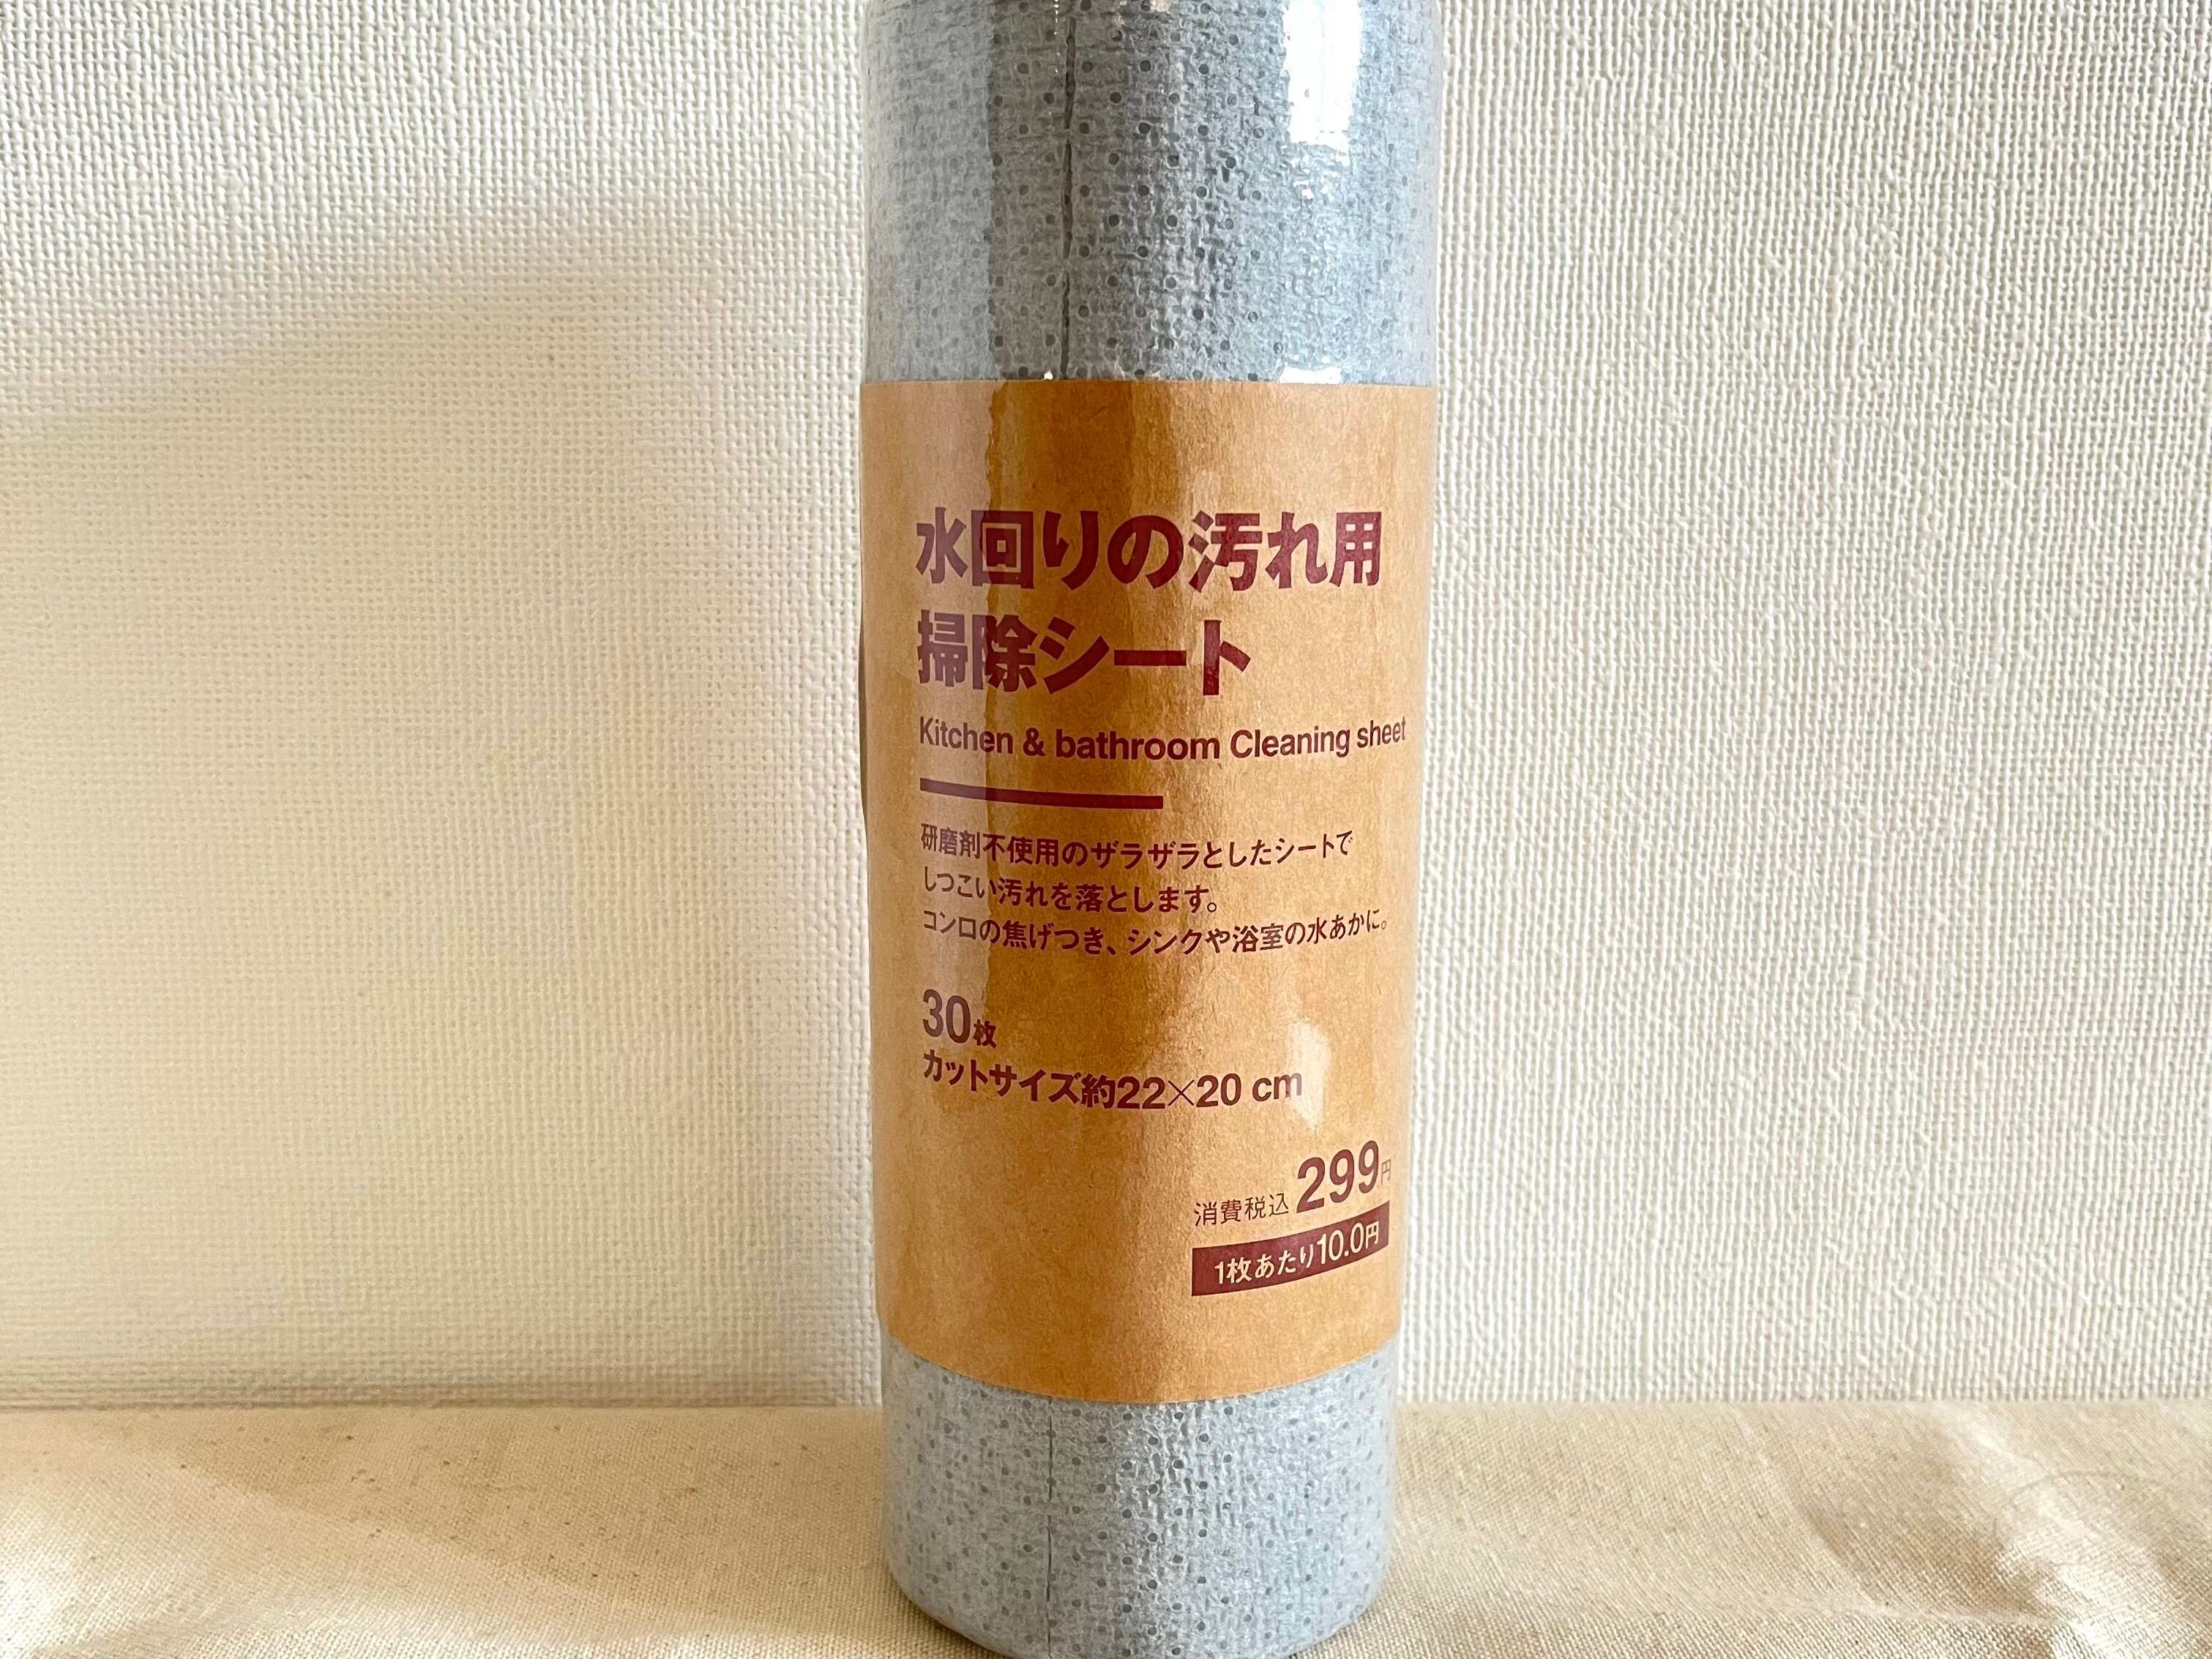 水回りの汚れ用
掃除シート
Kitchen & bathroom Cleaning sheet
研磨剤不使用のザラザラとしたシートで
しつこい汚れを落とします。
コンロの焦げつき、シンクや浴室の水あかに。
30枚
カットサイズ約22×20 cm
消費税込299円
1枚あたり10.0円